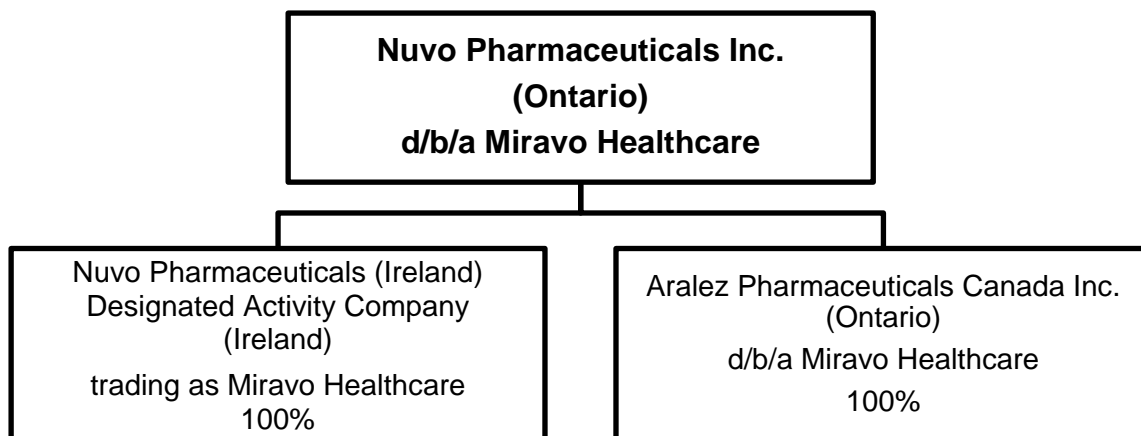 Nuvo Pharmaceuticals Inc.
(Ontario)
d/b/a Miravo Healthcare
Nuvo Pharmaceuticals (Ireland)
Designated Activity Company
(Ireland)
trading as Miravo Healthcare
100%
Aralez Pharmaceuticals Canada Inc.
(Ontario)
d/b/a Miravo Healthcare
100%